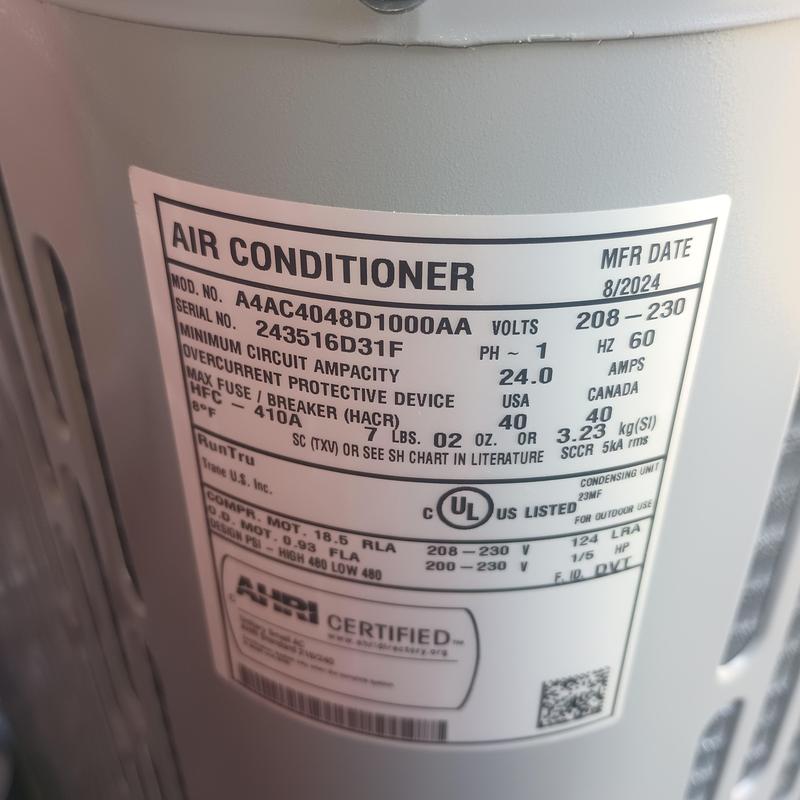 AIR CONDITIONER MFR DATE
8/2024
MOD. NO. A4AC4048D1000AA VOLTS 208-230
SERIAL NO. 243516D31F PH ~ 1 HZ 60
MINIMUM CIRCUIT AMPACITY 24.0 AMPS
OVERCURRENT PROTECTIVE DEVICE USA CANADA
MAX FUSE / BREAKER (HACR) 40 40
HFC - 410A 7 LBS. 02 OZ. OR 3.23 kg(SI)
8°F SC (TXV) OR SEE SH CHART IN LITERATURE SCCR 5kA rms
RunTru
Trane U.S. Inc.
CONDENSING UNIT
C UL US LISTED 23MF
FOR OUTDOOR USE
COMPR. MOT. 18.5 RLA 208-230 V 124 LRA
O.D. MOT. 0.93 FLA 200-230 V 1/5 HP
DESIGN PSI - HIGH 480 LOW 480 F. ID. DVT
AHRI CERTIFIED™
www.ahridirectory.org